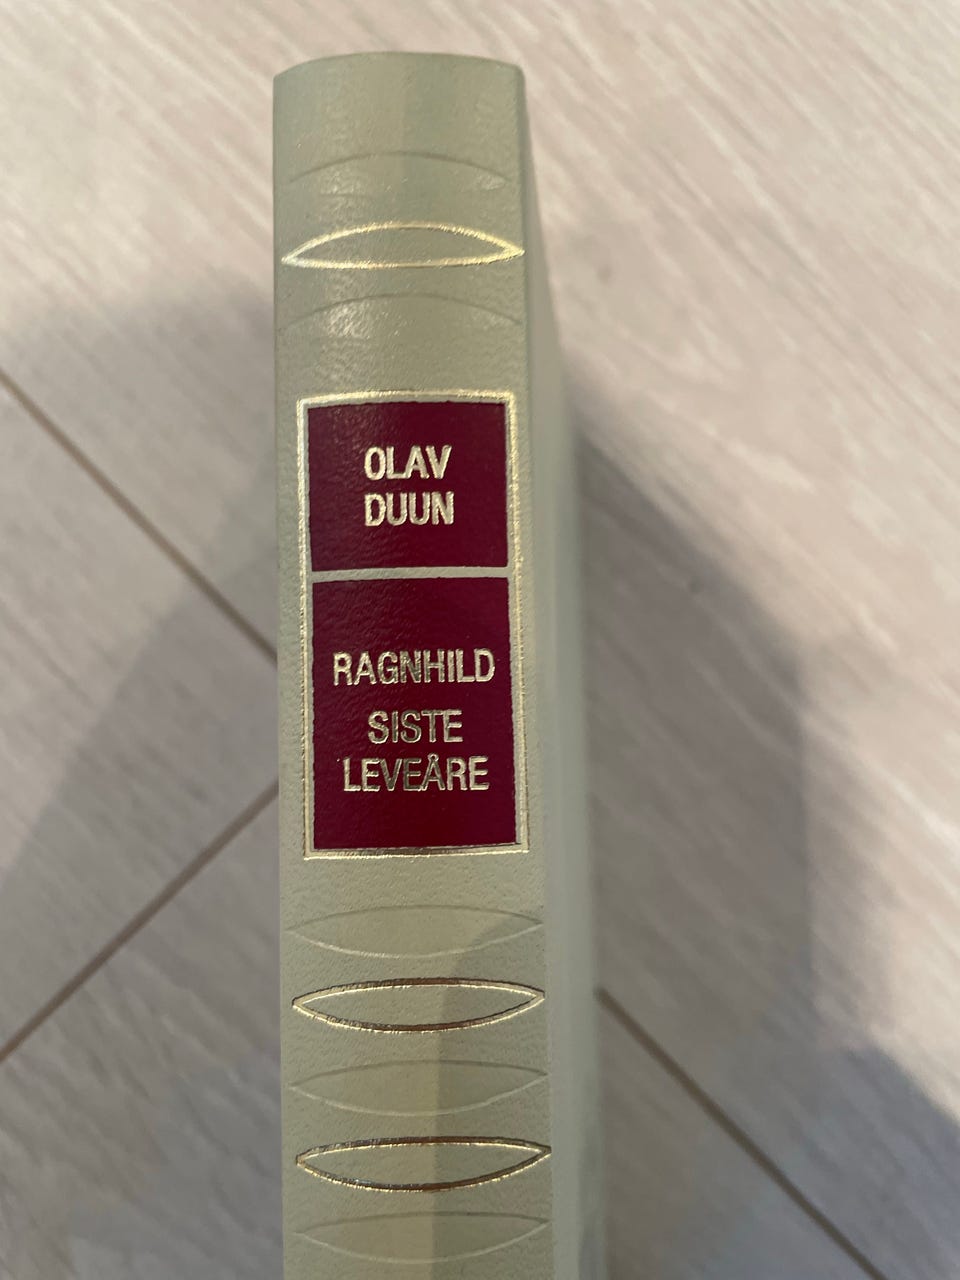 OLAV
DUUN
RAGNHILD
SISTE
LEVEÅRE